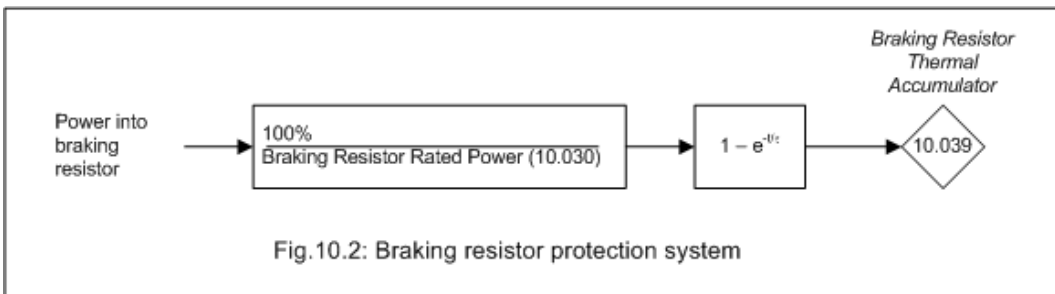 Braking Resistor
Thermal
Accumulator
Power into
braking
resistor
100%
Braking Resistor Rated Power (10.030)
1 – e^-t/τ
10.039
Fig.10.2: Braking resistor protection system